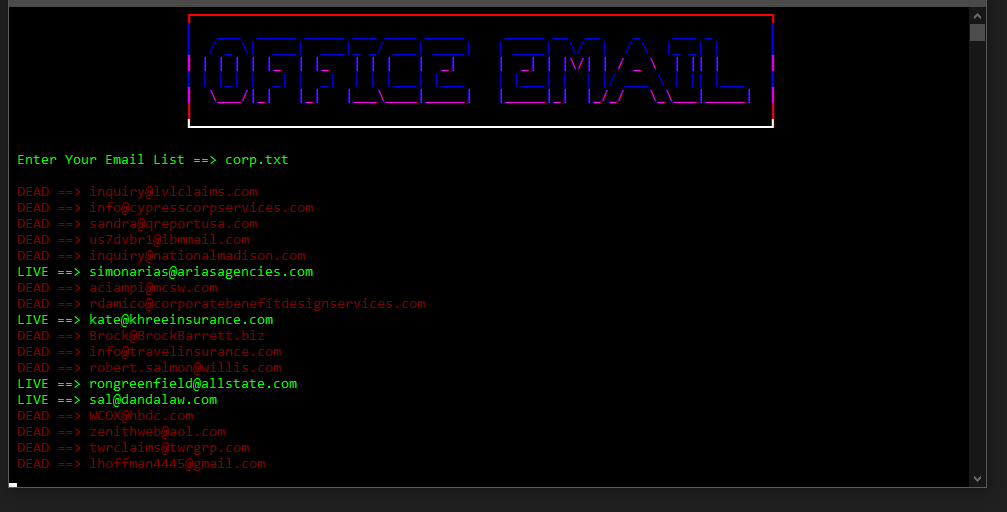 OFFICE EMAIL
Enter Your Email List ==> corp.txt
DEAD ==> inquiry@lvlclaims.com
DEAD ==> info@cypresscorpservices.com
DEAD ==> sandra@qreportusa.com
DEAD ==> us7dvbr1@ibmmail.com
DEAD ==> inquiry@nationalmadison.com
LIVE ==> simonarias@ariasagencies.com
DEAD ==> aciampi@mcsw.com
DEAD ==> rdamico@corporatebenefitdesignservices.com
LIVE ==> kate@khreeinsurance.com
DEAD ==> Brock@BrockBarrett.biz
DEAD ==> info@travelinsurance.com
DEAD ==> robert.salmon@willis.com
LIVE ==> rongreenfield@allstate.com
LIVE ==> sal@dandalaw.com
DEAD ==> WCOX@hbdc.com
DEAD ==> zenithweb@aol.com
DEAD ==> twrclaims@twrgrp.com
DEAD ==> lhoffman4445@gmail.com